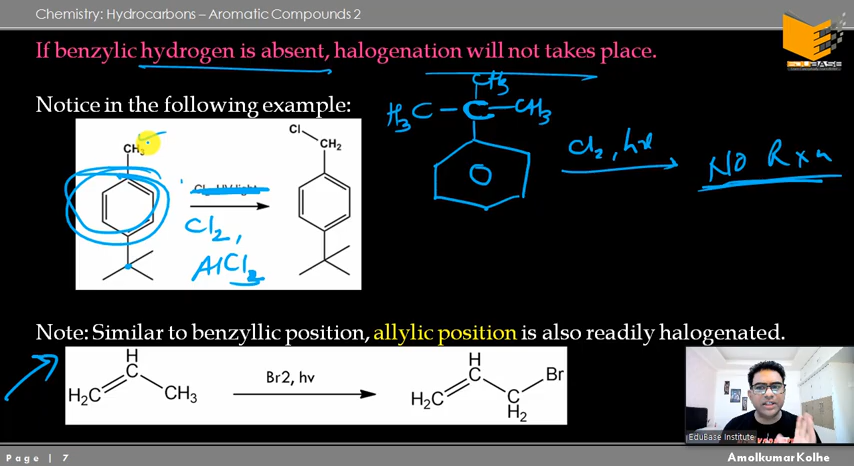 Chemistry: Hydrocarbons – Aromatic Compounds 2
EDUBASE
If benzylic hydrogen is absent, halogenation will not takes place.
Notice in the following example:
CH3
H3C – C – CH3
Cl2, hν
NO Rxn
CH3
Cl
CH2
Cl2,
AlCl3
Note: Similar to benzyllic position, allylic position is also readily halogenated.
H
H2C
C
CH3
Br2, hv
H
H2C
C
C
H2
Br
EduBase Institute
Page | 7
AmolkumarKolhe